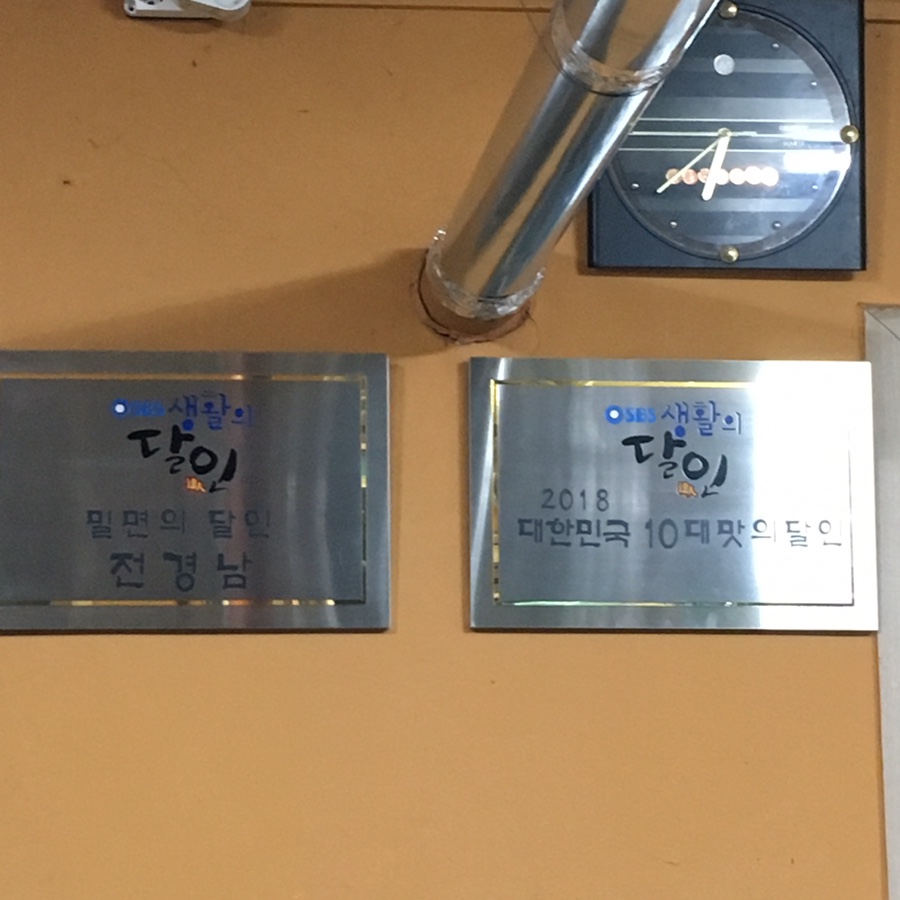 SBS 생활의
달인
밀면의 달인
전경남
SBS 생활의
달인
2018
대한민국 10대맛의달인